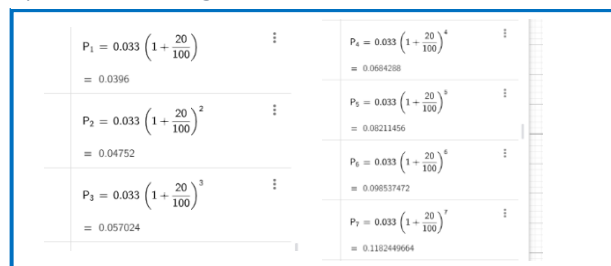 P₁ = 0.033 (1 + 20/100)
= 0.0396
P₂ = 0.033 (1 + 20/100)²
= 0.04752
P₃ = 0.033 (1 + 20/100)³
= 0.057024
P₄ = 0.033 (1 + 20/100)⁴
= 0.0684288
P₅ = 0.033 (1 + 20/100)⁵
= 0.08211456
P₆ = 0.033 (1 + 20/100)⁶
= 0.098537472
P₇ = 0.033 (1 + 20/100)⁷
= 0.1182449664